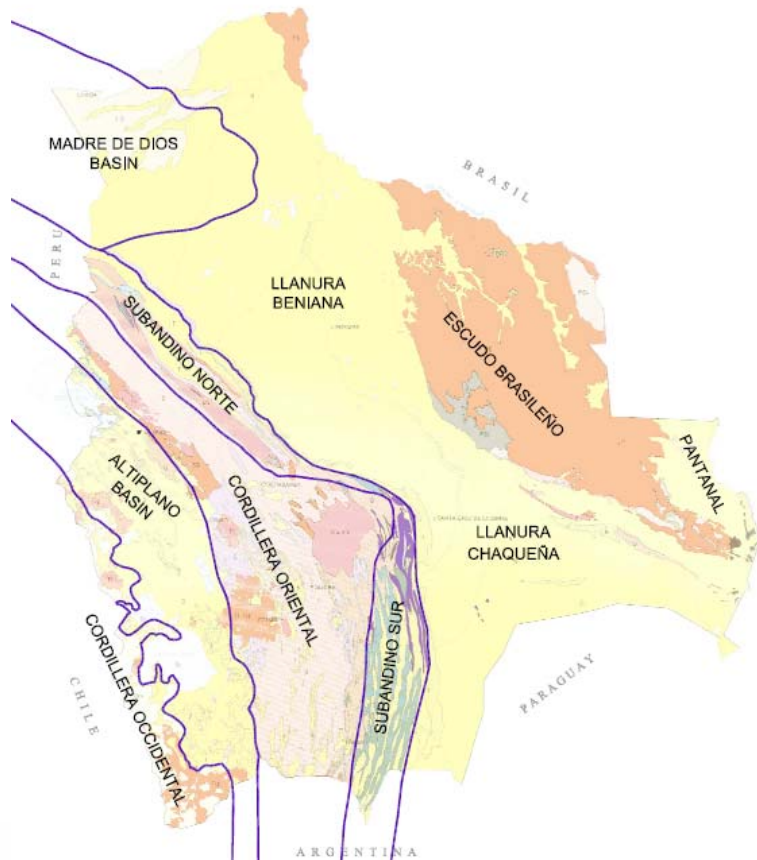 MADRE DE DIOS
BASIN
BRASIL
PERU
LLANURA
BENIANA
SUBANDINO NORTE
ESCUDO BRASILEÑO
PANTANAL
ALTIPLANO
BASIN
CORDILLERA ORIENTAL
LLANURA
CHAQUEÑA
SUBANDINO SUR
CORDILLERA OCCIDENTAL
CHILE
PARAGUAY
ARGENTINA